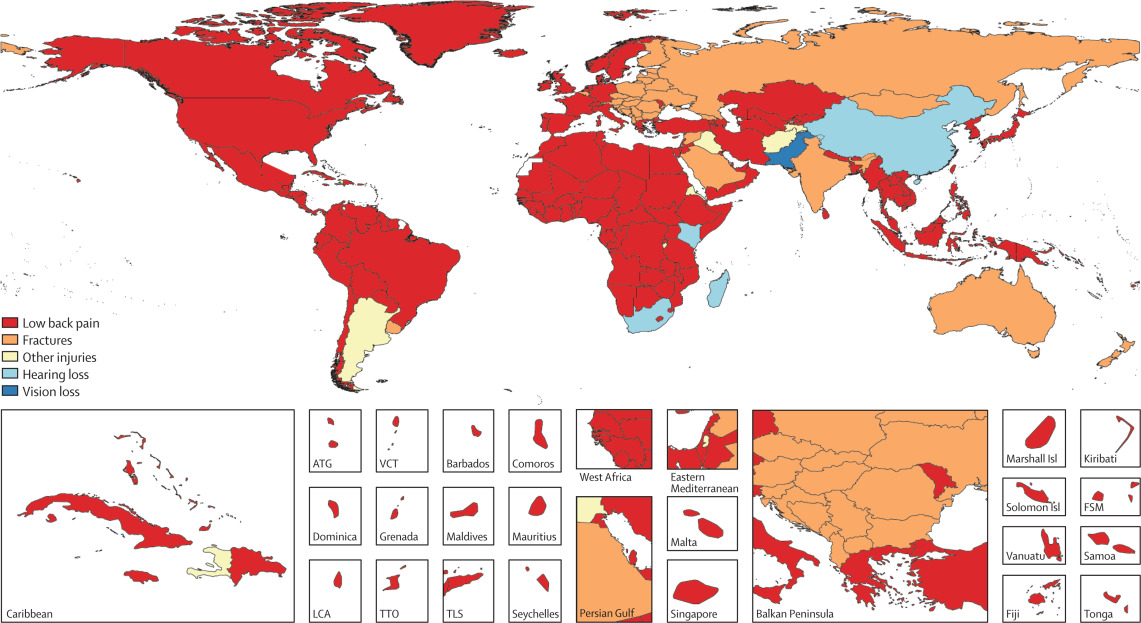 Low back pain
Fractures
Other injuries
Hearing loss
Vision loss
Caribbean
ATG
VCT
Barbados
Comoros
Dominica
Grenada
Maldives
Mauritius
LCA
TTO
TLS
Seychelles
West Africa
Eastern
Mediterranean
Persian Gulf
Malta
Singapore
Balkan Peninsula
Marshall Isl
Kiribati
Solomon Isl
FSM
Vanuatu
Samoa
Fiji
Tonga